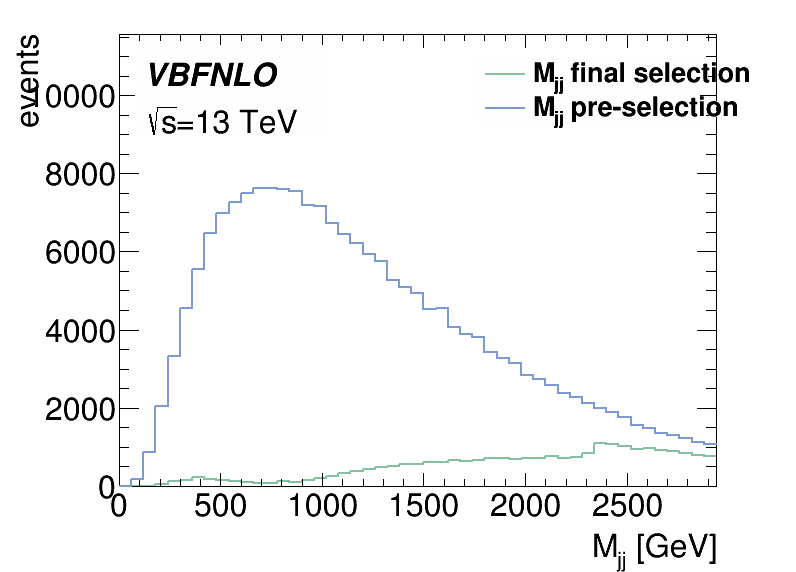 events
VBFNLO
√s=13 TeV
Mjj final selection
Mjj pre-selection
10000
8000
6000
4000
2000
0
0 500 1000 1500 2000 2500
Mjj [GeV]